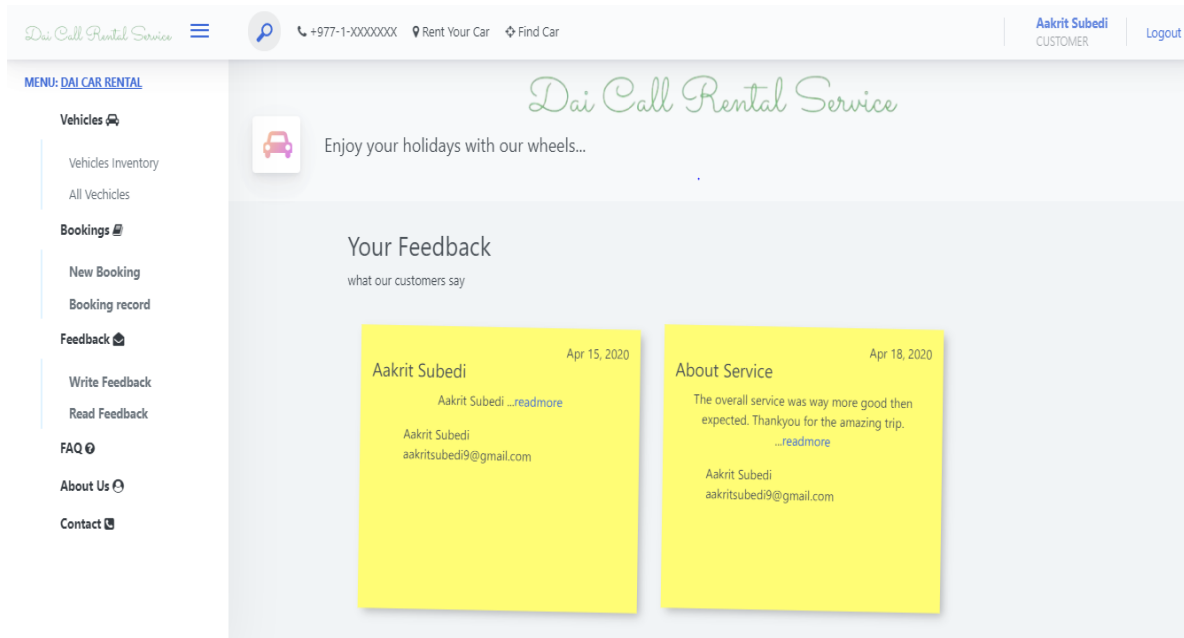 Dai Call Rental Service
+977-1-XXXXXXX Rent Your Car Find Car
Aakrit Subedi
CUSTOMER
Logout
MENU: DAI CAR RENTAL
Vehicles
Vehicles Inventory
All Vechicles
Bookings
New Booking
Booking record
Feedback
Write Feedback
Read Feedback
FAQ
About Us
Contact
Dai Call Rental Service
Enjoy your holidays with our wheels...
.
Your Feedback
what our customers say
Apr 15, 2020
Aakrit Subedi
Aakrit Subedi ...readmore
Aakrit Subedi
aakritsubedi9@gmail.com
Apr 18, 2020
About Service
The overall service was way more good then
expected. Thankyou for the amazing trip.
...readmore
Aakrit Subedi
aakritsubedi9@gmail.com